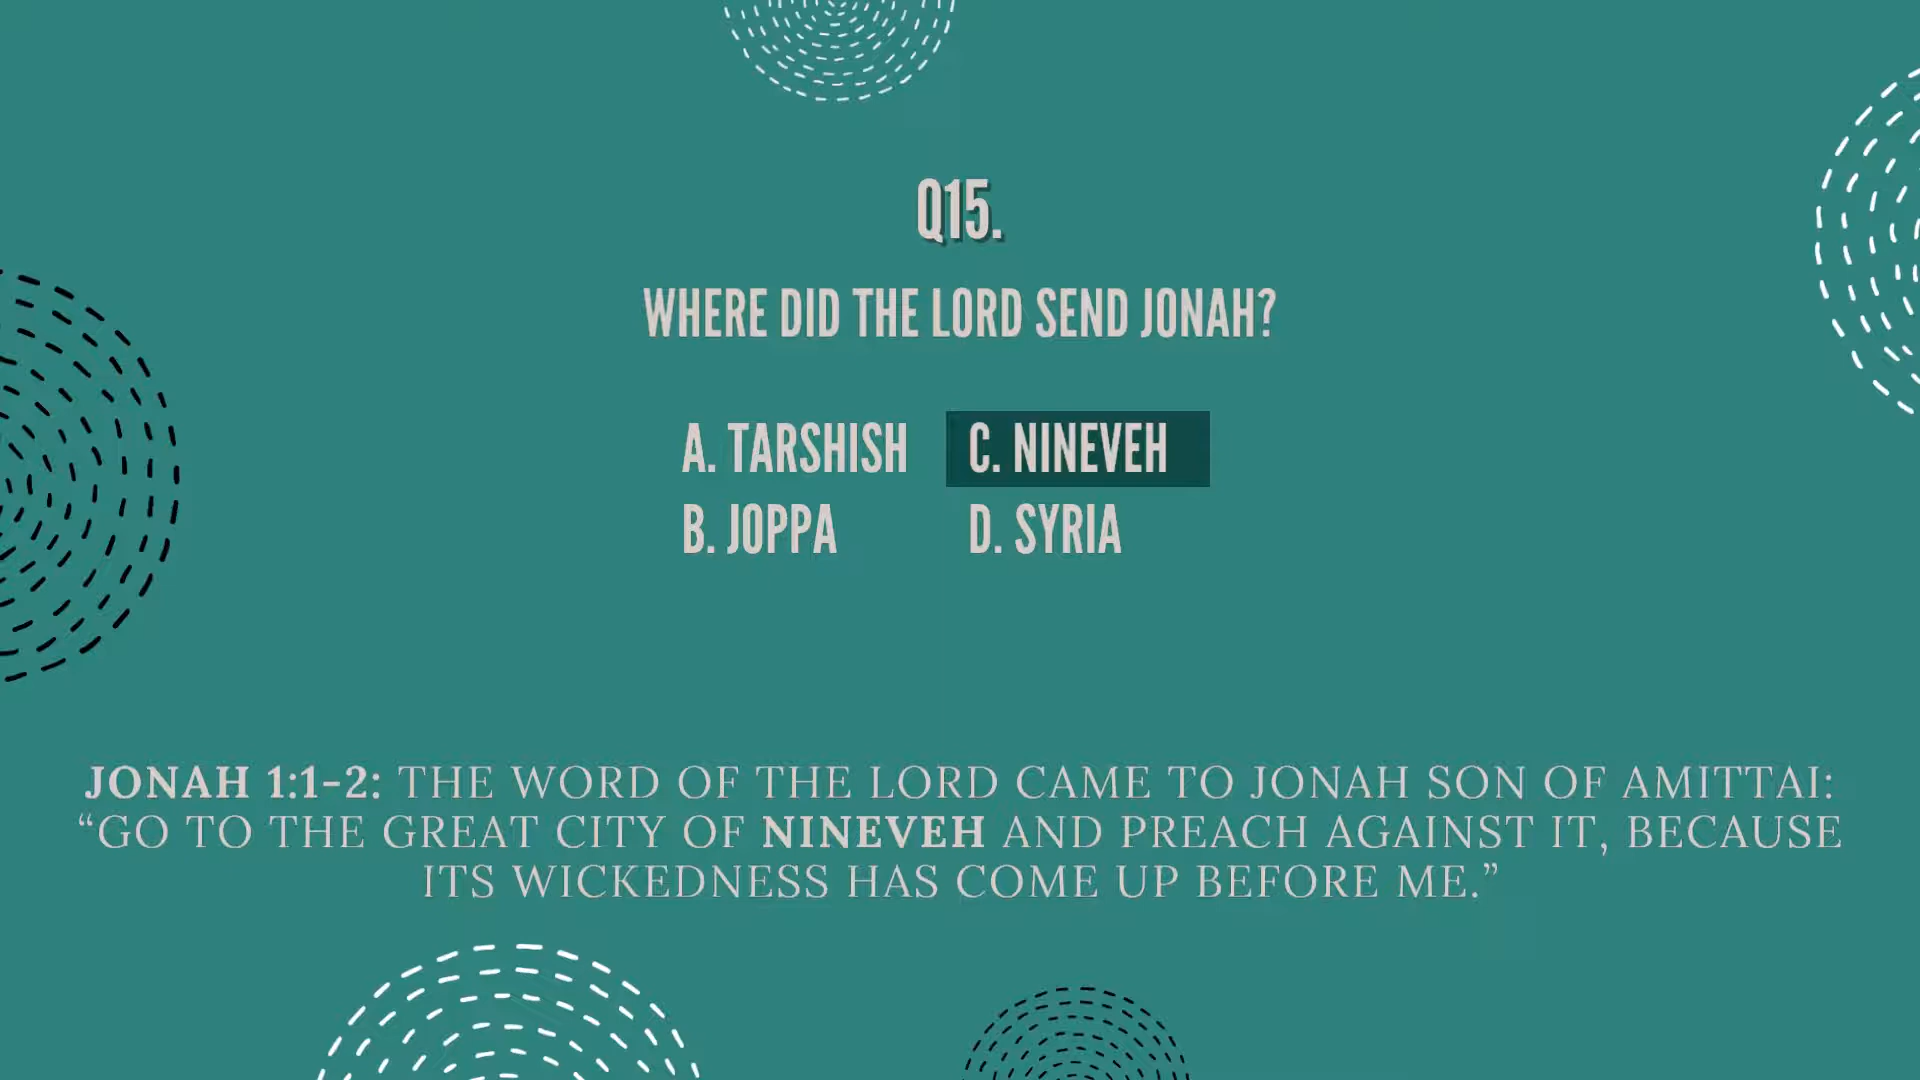 Q15.
WHERE DID THE LORD SEND JONAH?
A. TARSHISH
B. JOPPA
C. NINEVEH
D. SYRIA
JONAH 1:1-2: THE WORD OF THE LORD CAME TO JONAH SON OF AMITTAI:
“GO TO THE GREAT CITY OF NINEVEH AND PREACH AGAINST IT, BECAUSE
ITS WICKEDNESS HAS COME UP BEFORE ME.”